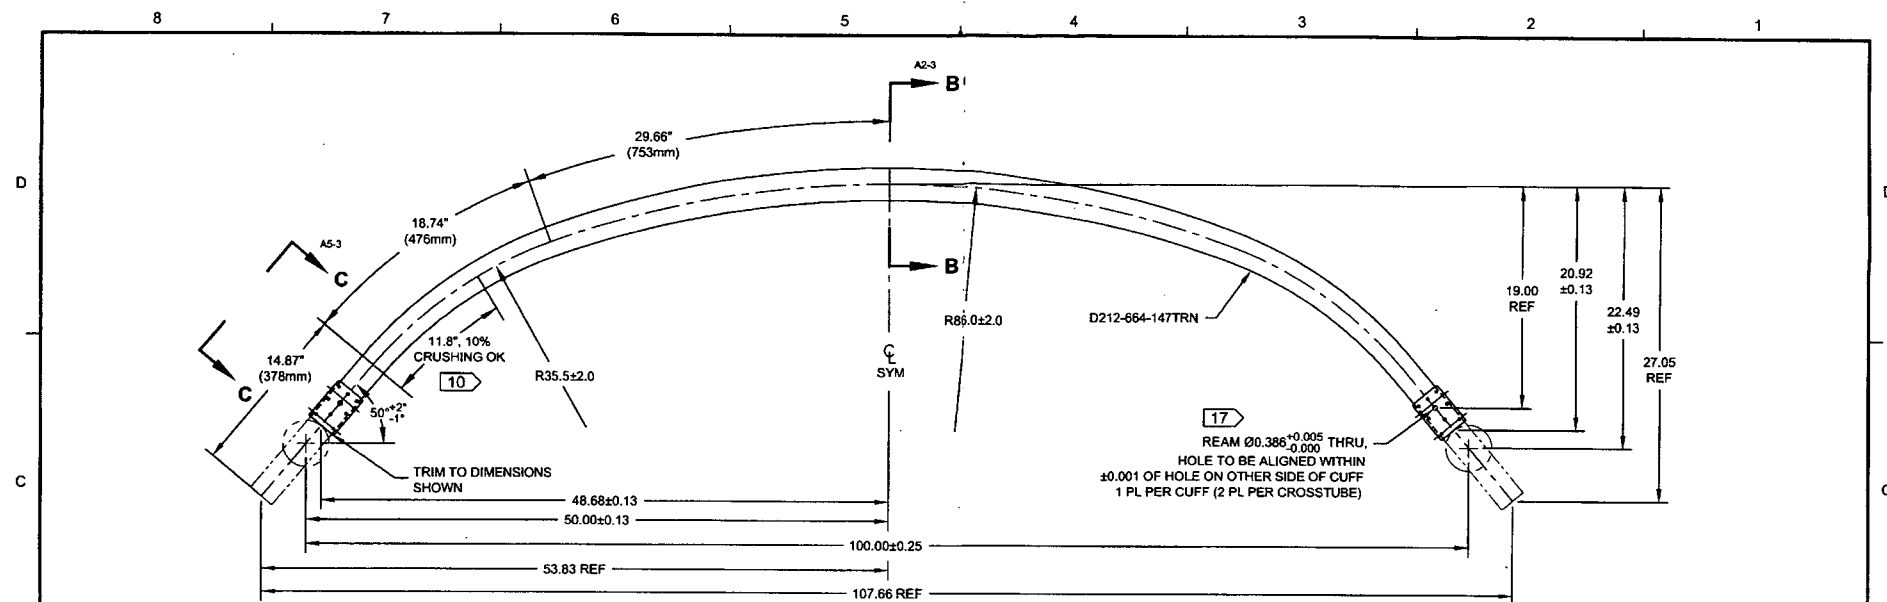 8 7 6 5 4 3 2 1
A2-3
B
29.66"
(753mm)
D
18.74"
(476mm)
A5-3
C
B
20.92
±0.13
19.00
REF
22.49
±0.13
R86.0±2.0
D212-664-147TRN
11.8", 10%
CRUSHING OK
10
14.87"
(378mm)
C
R35.5±2.0
℄
SYM
27.05
REF
50° +2°
-1°
17
REAM Ø0.386 +0.005 THRU,
-0.000
HOLE TO BE ALIGNED WITHIN
±0.001 OF HOLE ON OTHER SIDE OF CUFF
1 PL PER CUFF (2 PL PER CROSSTUBE)
TRIM TO DIMENSIONS
SHOWN
C
48.68±0.13
50.00±0.13
100.00±0.25
53.83 REF
107.66 REF